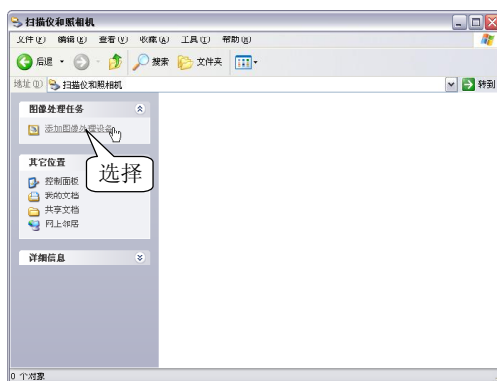 扫描仪和照相机
文件(F) 编辑(E) 查看(V) 收藏(A) 工具(T) 帮助(H)
后退 搜索 文件夹
地址(D) 扫描仪和照相机 转到
图像处理任务
添加图像处理设备
选择
其它位置
控制面板
我的文档
共享文档
网上邻居
详细信息
0 个对象